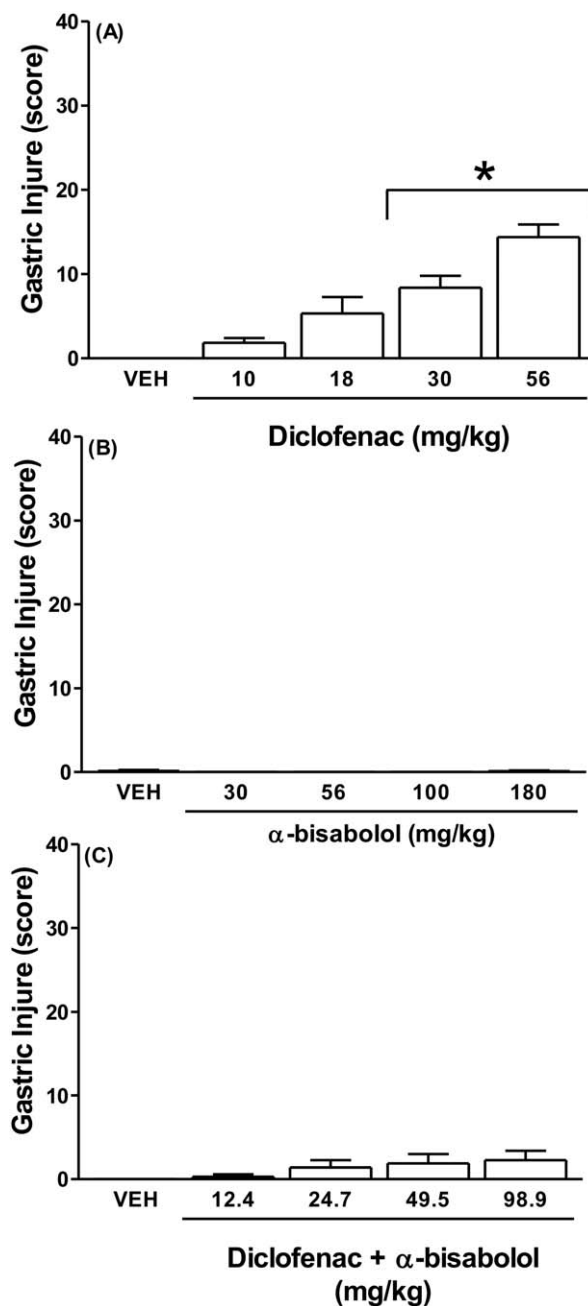 (A)
Gastric Injure (score)
40
30
20
10
0
*
VEH 10 18 30 56
Diclofenac (mg/kg)
(B)
Gastric Injure (score)
40
30
20
10
0
VEH 30 56 100 180
α-bisabolol (mg/kg)
(C)
Gastric Injure (score)
40
30
20
10
0
VEH 12.4 24.7 49.5 98.9
Diclofenac + α-bisabolol
(mg/kg)